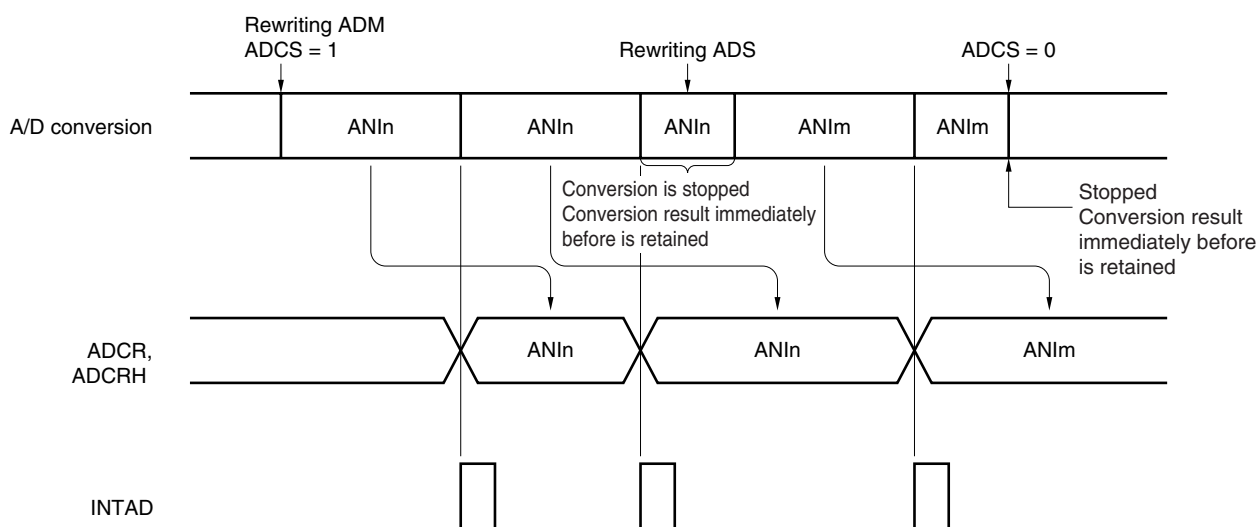 Rewriting ADM
ADCS = 1
Rewriting ADS
ADCS = 0
A/D conversion
ANIn
ANIn
ANIn
ANIm
ANIm
Conversion is stopped
Conversion result immediately
before is retained
Stopped
Conversion result
immediately before
is retained
ADCR,
ADCRH
ANIn
ANIn
ANIm
INTAD